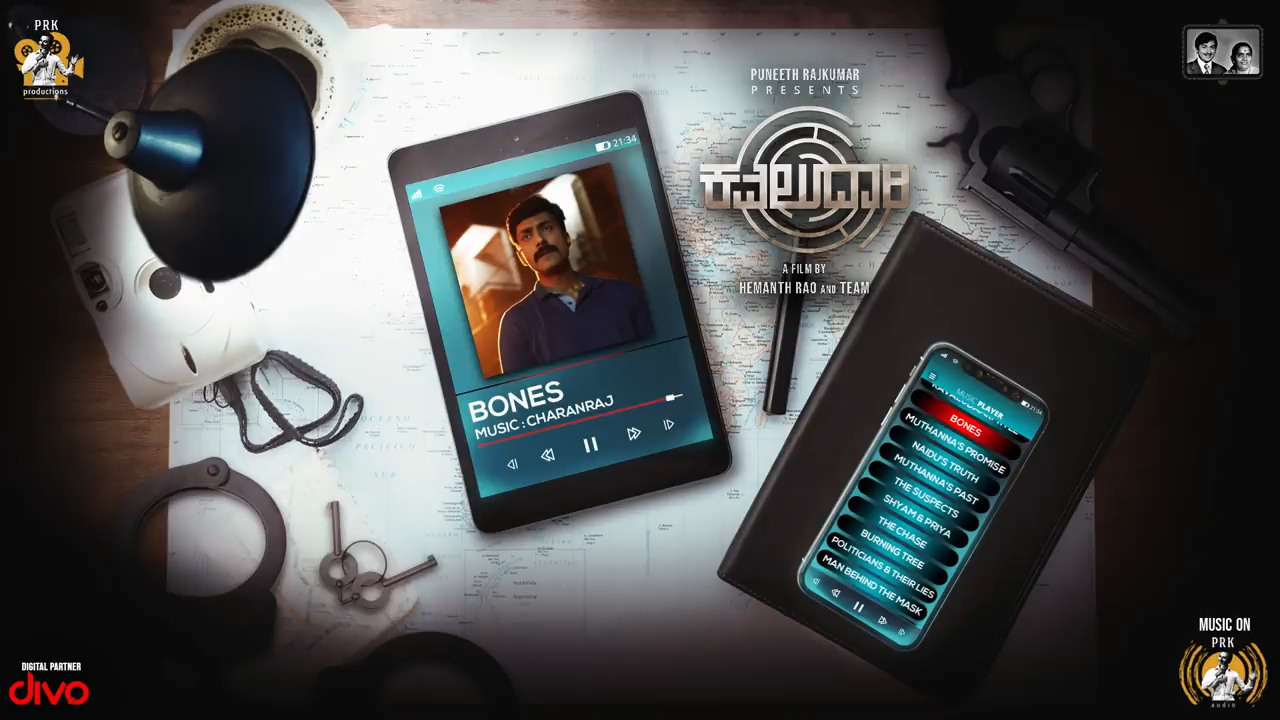 PRK
productions
PUNEETH RAJKUMAR
PRESENTS
ಕವಲುದಾರಿ
A FILM BY
HEMANTH RAO AND TEAM
21:34
BONES
MUSIC : CHARANRAJ
21:34
MUSIC PLAYER
BONES
MUTHANNA'S PROMISE
NAIDU'S TRUTH
MUTHANNA'S PAST
THE SUSPECTS
SHYAM & PRIYA
THE CHASE
BURNING TREE
POLITICIANS & THEIR LIES
MAN BEHIND THE MASK
DIGITAL PARTNER
divo
MUSIC ON
PRK
audio